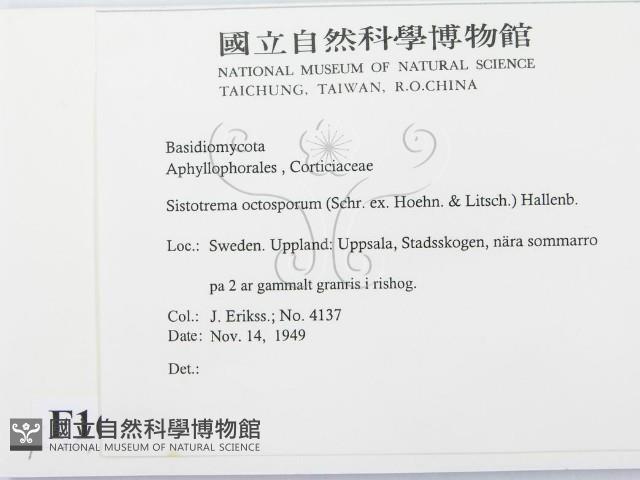 國立自然科學博物館
NATIONAL MUSEUM OF NATURAL SCIENCE
TAICHUNG, TAIWAN, R.O.CHINA
Basidiomycota
Aphyllophorales , Corticiaceae
Sistotrema octosporum (Schr. ex. Hoehn. & Litsch.) Hallenb.
Loc.: Sweden. Uppland: Uppsala, Stadsskogen, nära sommarro
pa 2 ar gammalt granris i rishog.
Col.: J. Erikss.; No. 4137
Date: Nov. 14, 1949
Det.:
國立自然科學博物館
NATIONAL MUSEUM OF NATURAL SCIENCE